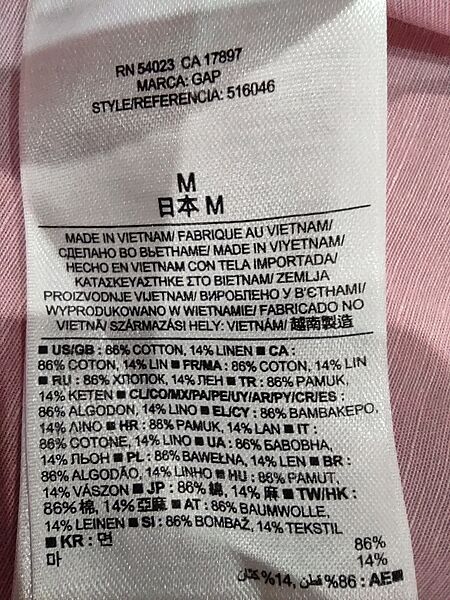 RN 54023 CA 17897
MARCA: GAP
STYLE/REFERENCIA: 516046
M
日本 M
MADE IN VIETNAM/ FABRIQUE AU VIETNAM/
СДЕЛАНО ВО ВЬЕТНАМЕ/ MADE IN VIYETNAM/
HECHO EN VIETNAM CON TELA IMPORTADA/
ΚΑΤΑΣΚΕΥΑΣΤΗΚΕ ΣΤΟ ΒΙΕΤΝΑΜ/ ZEMLJA
PROIZVODNJE VIJETNAM/ ВИРОБЛЕНО У В'ЄТНАМІ/
WYPRODUKOWANO W WIETNAMIE/ FABRICADO NO
VIETNÃ/ SZÁRMAZÁSI HELY: VIETNÁM/ 越南製造
■ US/GB : 86% COTTON, 14% LINEN ■ CA :
86% COTON, 14% LIN ■ FR/MA : 86% COTON, 14% LIN
■ RU : 86% ХЛОПОК, 14% ЛЕН ■ TR : 86% PAMUK,
14% KETEN ■ CL/CO/MX/PA/PE/UY/AR/PY/CR/ES :
86% ALGODON, 14% LINO ■ EL/CY : 86% ΒΑΜΒΑΚΕΡΟ,
14% ΛΙΝΟ ■ HR : 86% PAMUK, 14% LAN ■ IT :
86% COTONE, 14% LINO ■ UA : 86% БАВОВНА,
14% ЛЬОН ■ PL : 86% BAWEŁNA, 14% LEN ■ BR :
86% ALGODÃO, 14% LINHO ■ HU : 86% PAMUT,
14% VÁSZON ■ JP : 86% 綿, 14% 麻 ■ TW/HK :
86% 棉, 14% 亞麻 ■ AT : 86% BAUMWOLLE,
14% LEINEN ■ SI : 86% BOMBAŽ, 14% TEKSTIL
■ KR : 면 86%
마 14%
■AE : 86% قطن, 14% كتان